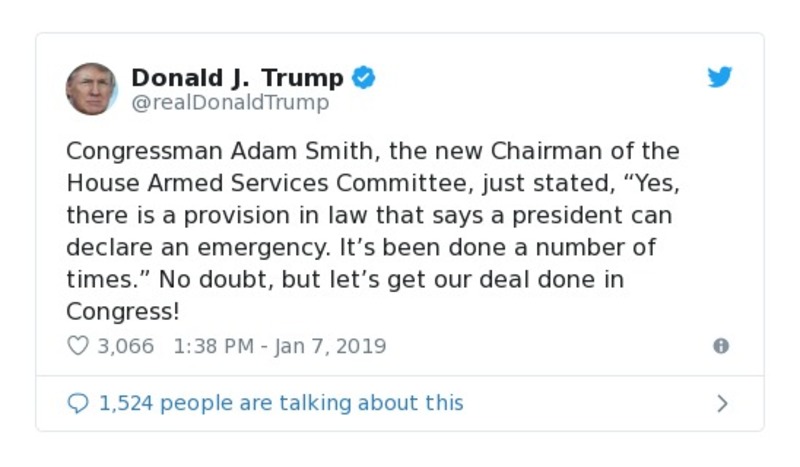 Donald J. Trump
@realDonaldTrump
Congressman Adam Smith, the new Chairman of the
House Armed Services Committee, just stated, “Yes,
there is a provision in law that says a president can
declare an emergency. It’s been done a number of
times.” No doubt, but let’s get our deal done in
Congress!
3,066 1:38 PM - Jan 7, 2019
1,524 people are talking about this